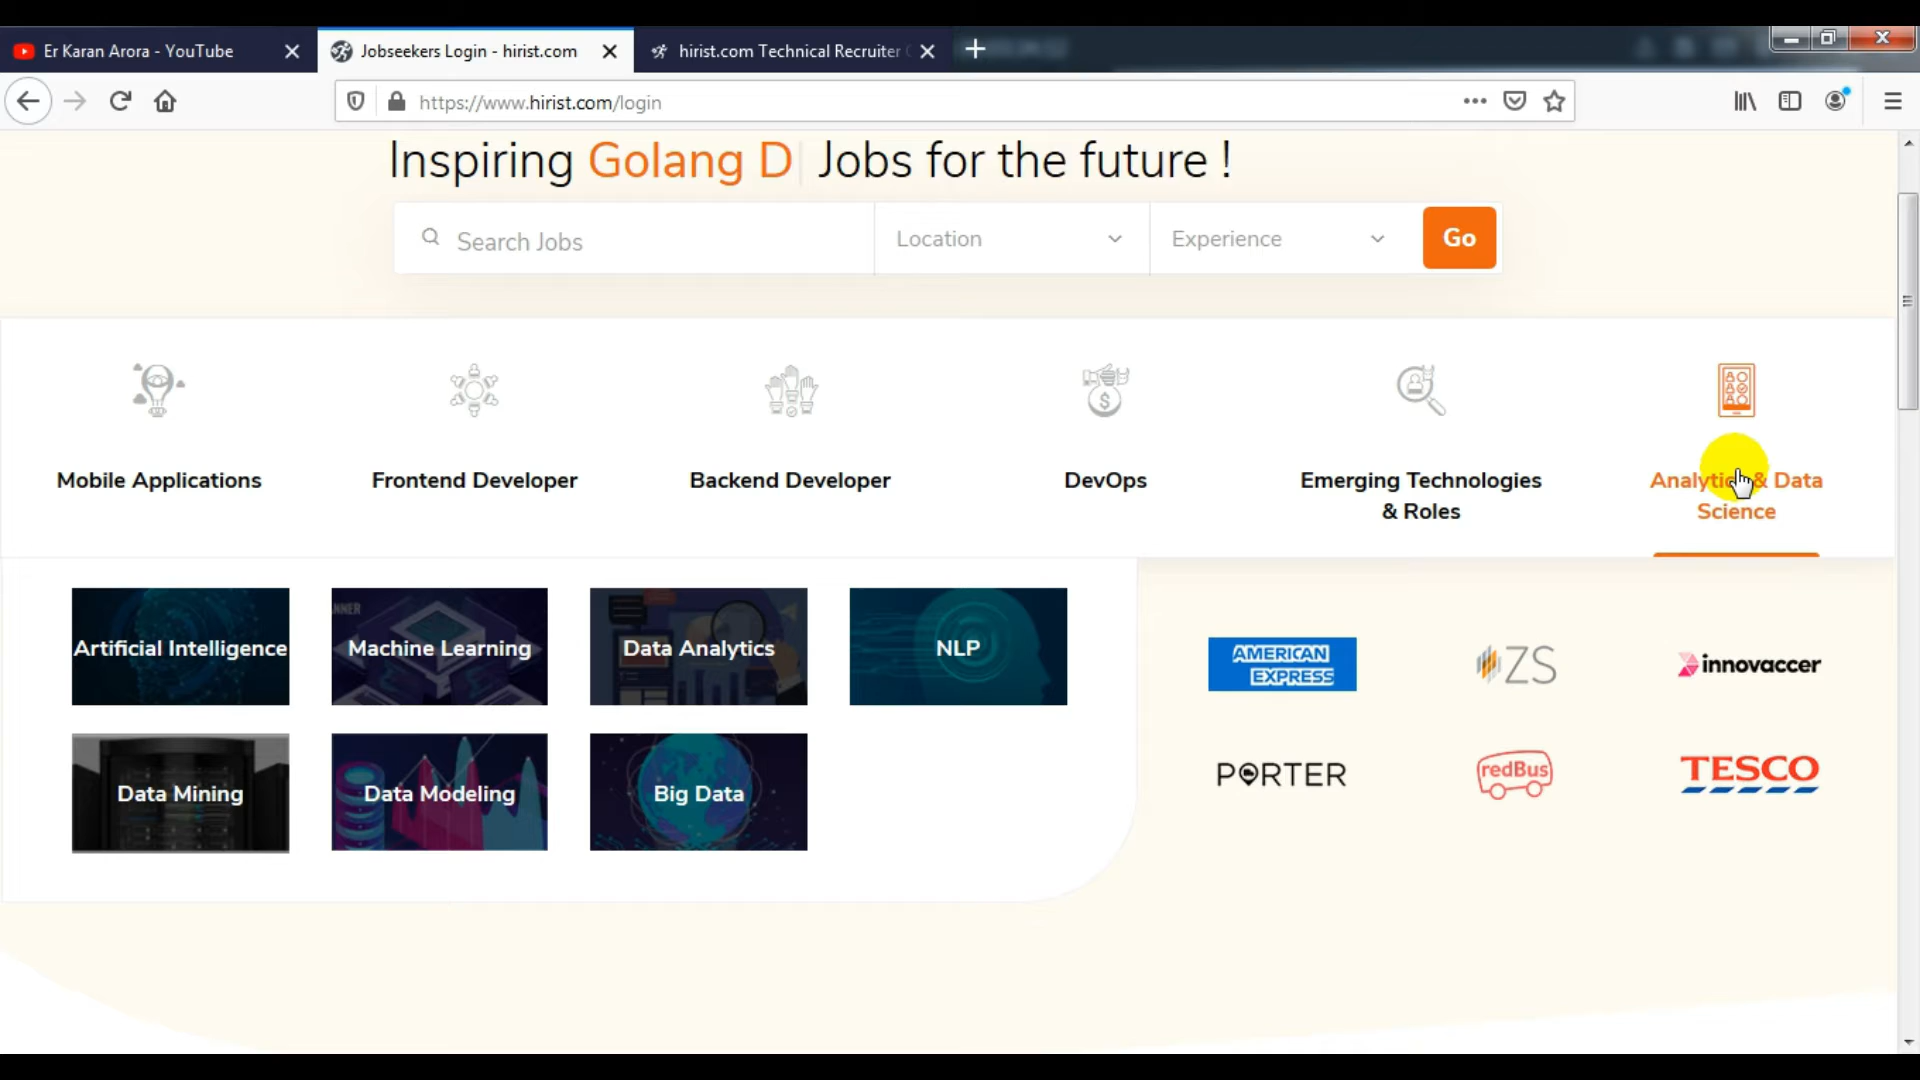 Er Karan Arora - YouTube
Jobseekers Login - hirist.com
hirist.com Technical Recruiter
https://www.hirist.com/login
Inspiring Golang D Jobs for the future !
Search Jobs
Location
Experience
Go
Mobile Applications
Frontend Developer
Backend Developer
DevOps
Emerging Technologies
& Roles
Analytics & Data
Science
Artificial Intelligence
Machine Learning
Data Analytics
NLP
Data Mining
Data Modeling
Big Data
AMERICAN
EXPRESS
ZS
innovaccer
PORTER
redBus
TESCO